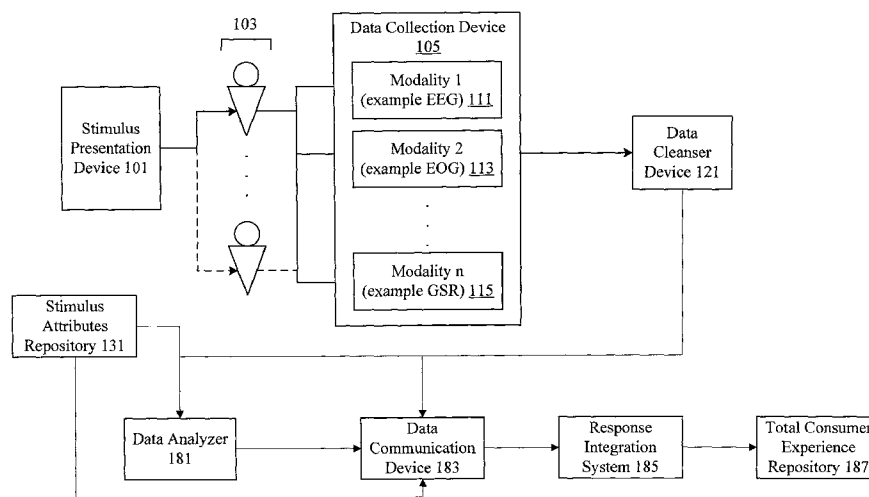 103
Data Collection Device
105
Modality 1
(example EEG) 111
Stimulus
Presentation
Device 101
Modality 2
(example EOG) 113
Data
Cleanser
Device 121
Modality n
(example GSR) 115
Stimulus
Attributes
Repository 131
Data Analyzer
181
Data
Communication
Device 183
Response
Integration
System 185
Total Consumer
Experience
Repository 187